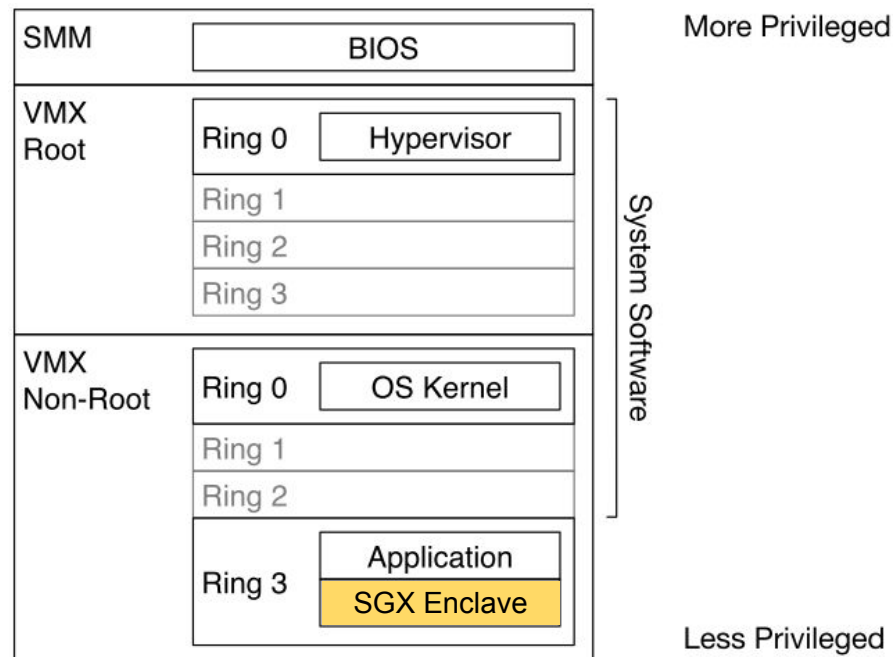 SMM
BIOS
More Privileged
VMX
Root
Ring 0
Hypervisor
Ring 1
Ring 2
Ring 3
System Software
VMX
Non-Root
Ring 0
OS Kernel
Ring 1
Ring 2
Ring 3
Application
SGX Enclave
Less Privileged